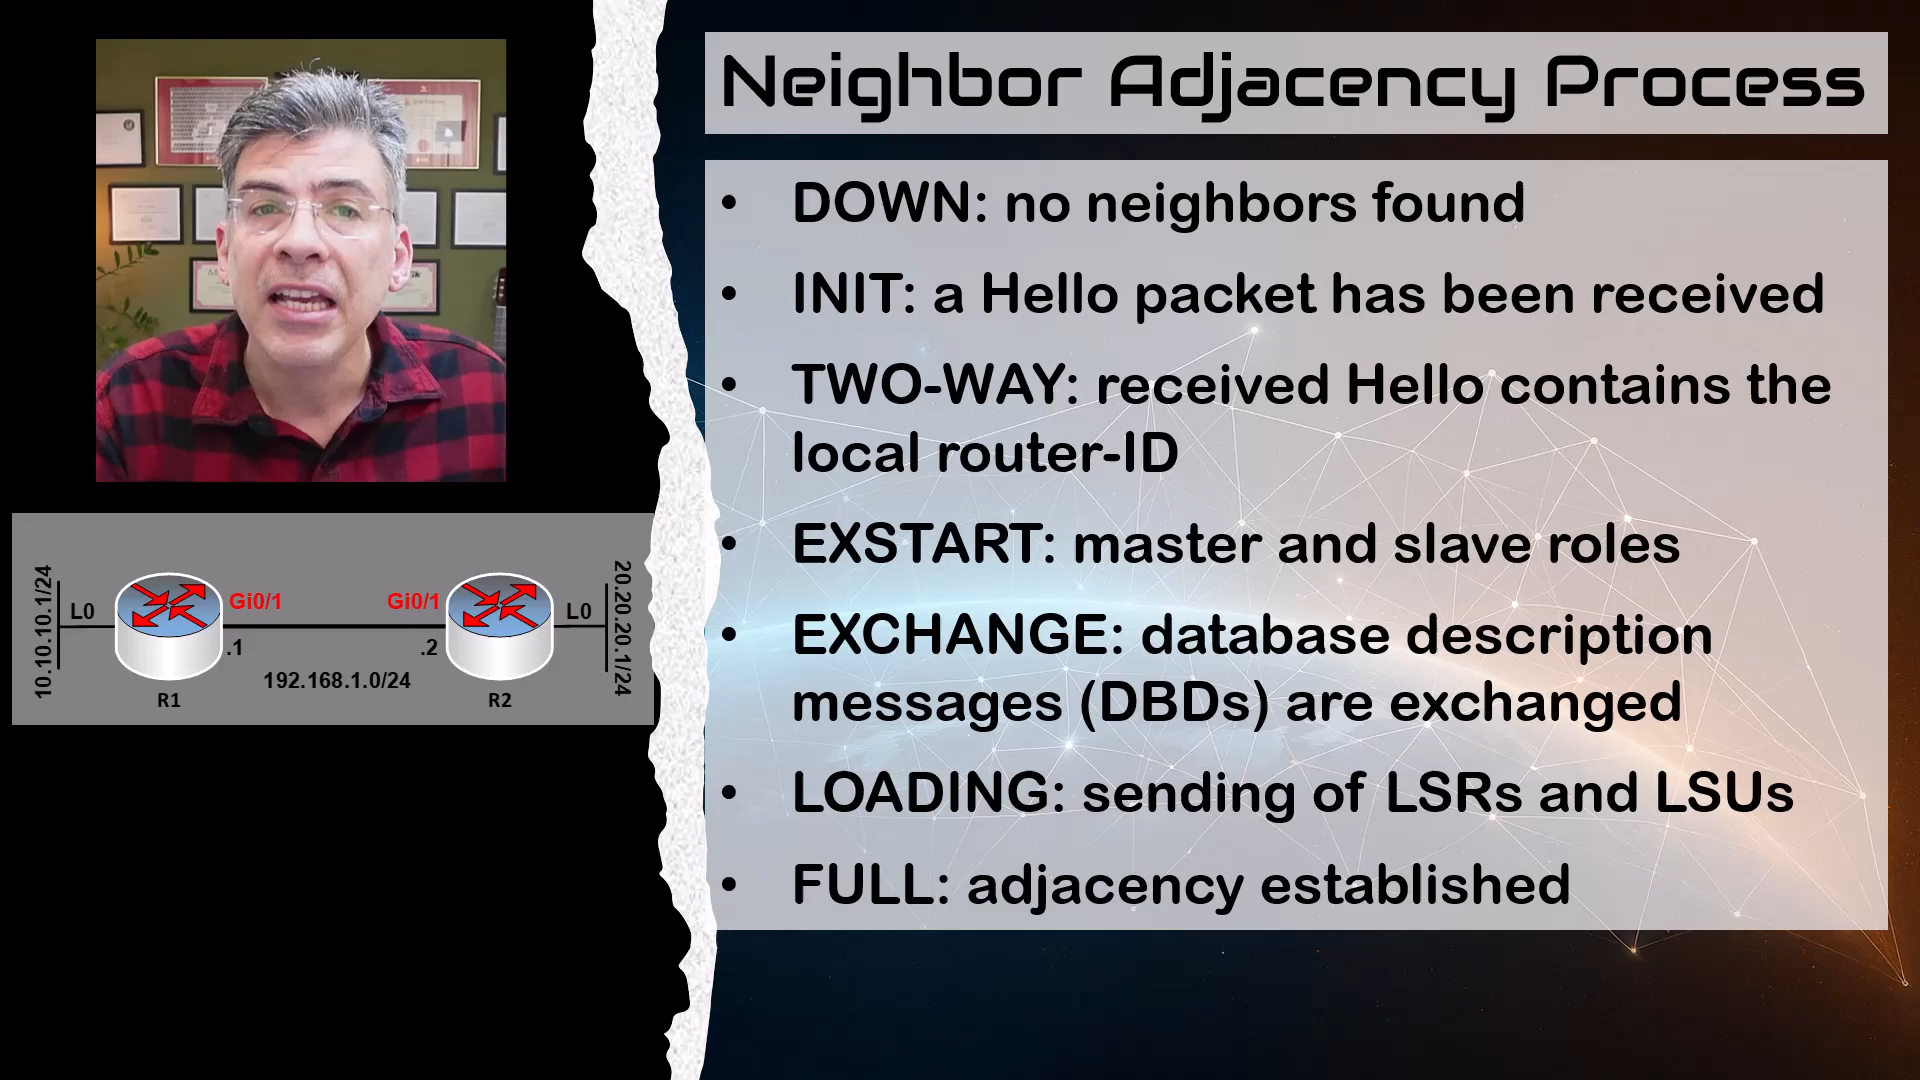 Neighbor Adjacency Process
• DOWN: no neighbors found
• INIT: a Hello packet has been received
• TWO-WAY: received Hello contains the
local router-ID
• EXSTART: master and slave roles
• EXCHANGE: database description
messages (DBDs) are exchanged
• LOADING: sending of LSRs and LSUs
• FULL: adjacency established
10.10.10.1/24
L0
Gi0/1
.1
R1
192.168.1.0/24
Gi0/1
.2
R2
L0
20.20.20.1/24